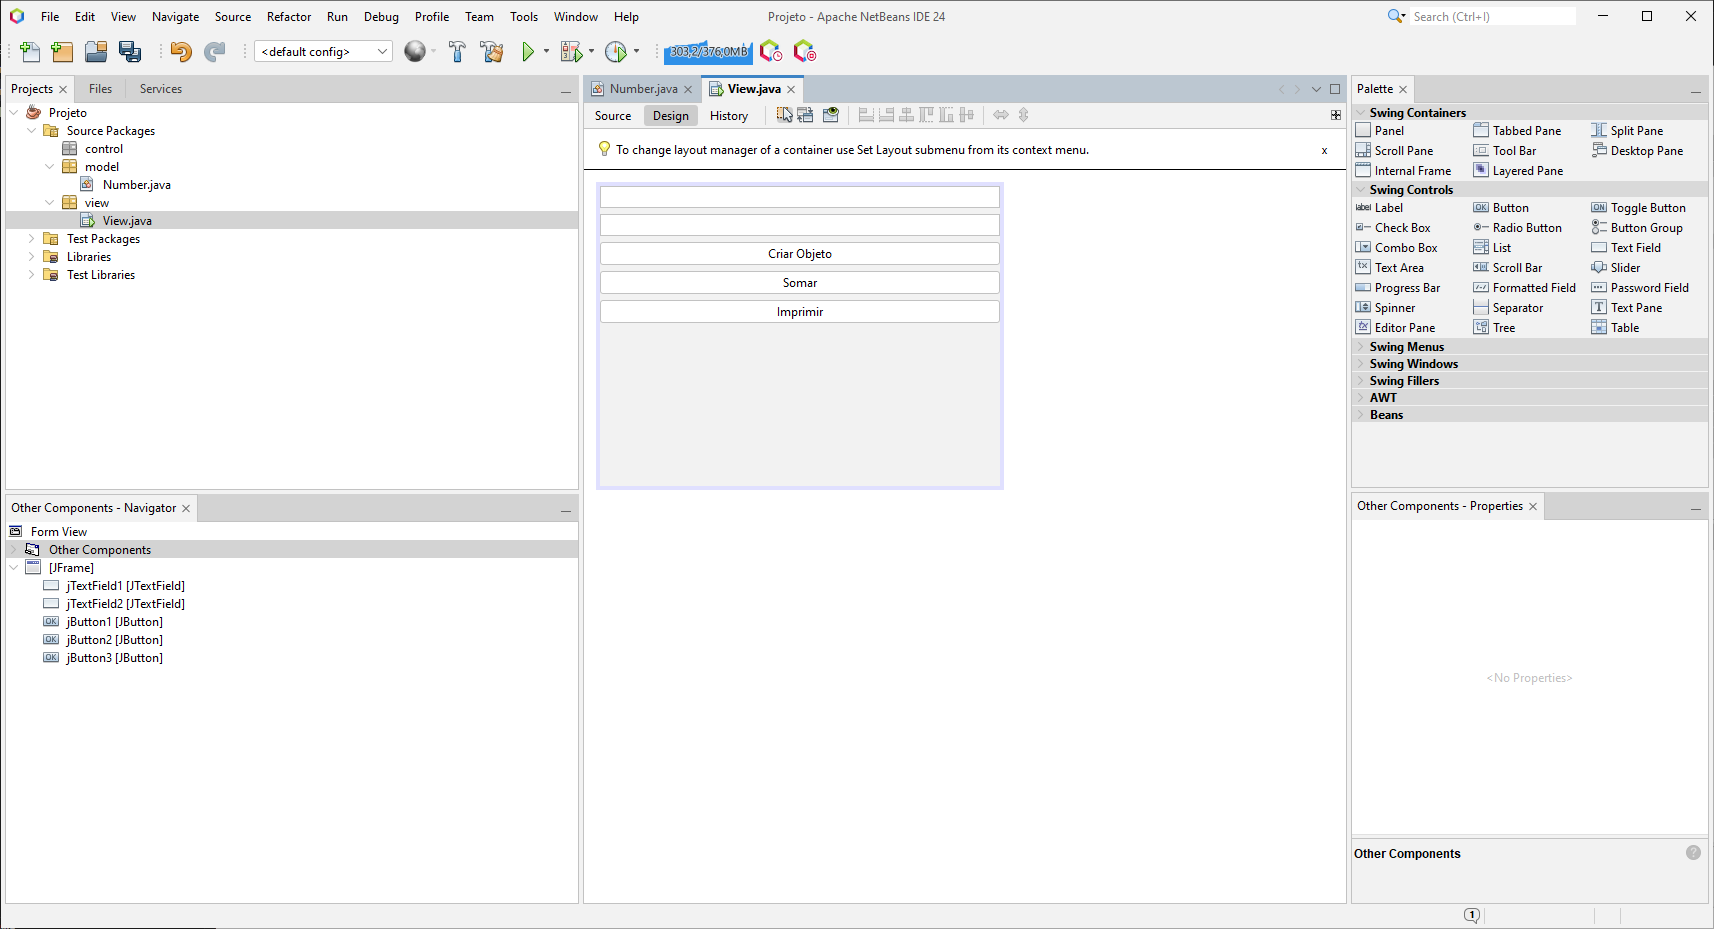 File Edit View Navigate Source Refactor Run Debug Profile Team Tools Window Help Projeto - Apache NetBeans IDE 24 Search (Ctrl+I)
<default config> 303,2/376,0MB
Projects Files Services
Projeto
Source Packages
control
model
Number.java
view
View.java
Test Packages
Libraries
Test Libraries
Other Components - Navigator
Form View
Other Components
[JFrame]
jTextField1 [JTextField]
jTextField2 [JTextField]
OK jButton1 [JButton]
OK jButton2 [JButton]
OK jButton3 [JButton]
Number.java View.java
Source Design History
To change layout manager of a container use Set Layout submenu from its context menu. x
Criar Objeto
Somar
Imprimir
Palette
Swing Containers
Panel Tabbed Pane Split Pane
Scroll Pane Tool Bar Desktop Pane
Internal Frame Layered Pane
Swing Controls
label Label OK Button ON Toggle Button
Check Box Radio Button Button Group
Combo Box List Text Field
Text Area Scroll Bar Slider
Progress Bar Formatted Field Password Field
Spinner Separator T Text Pane
Editor Pane Tree Table
Swing Menus
Swing Windows
Swing Fillers
AWT
Beans
Other Components - Properties
<No Properties>
Other Components
?
1